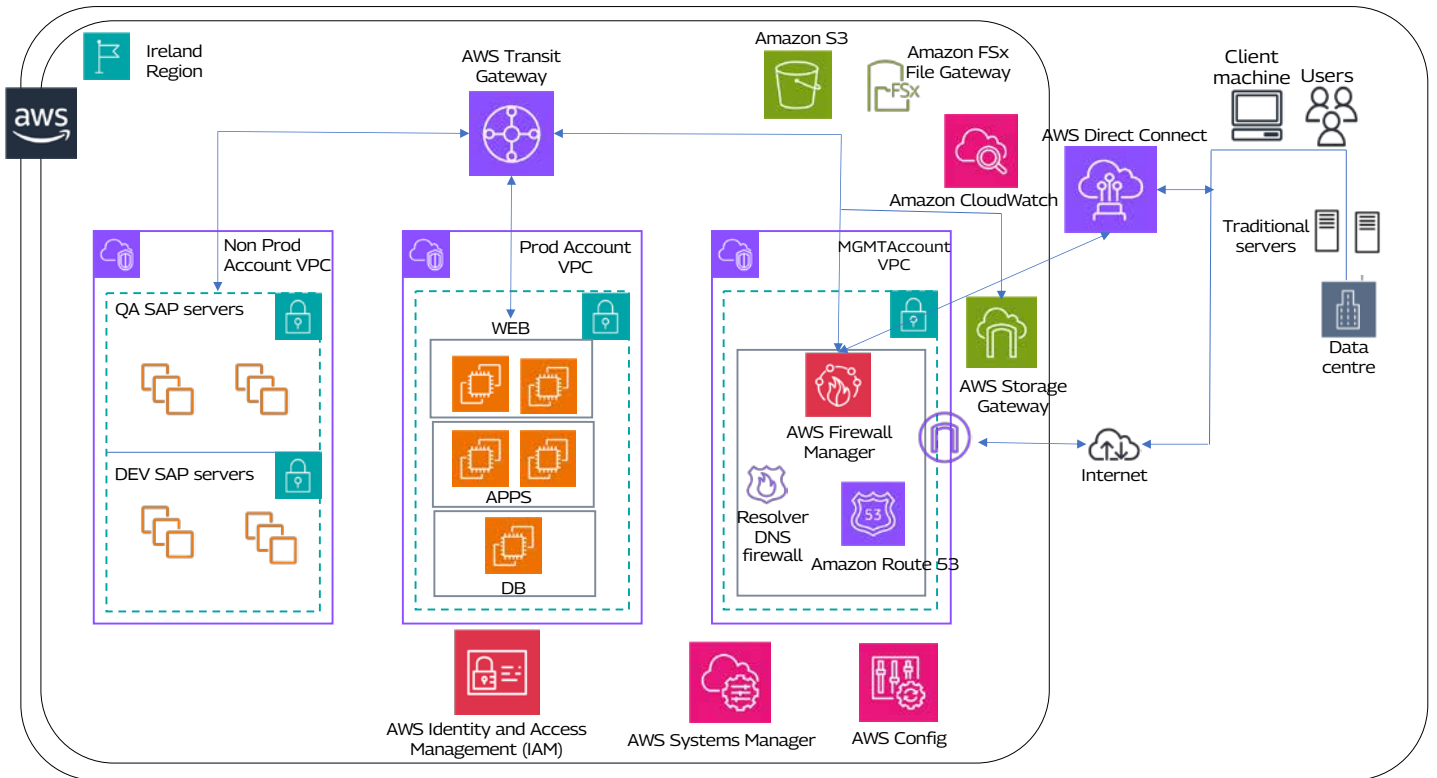 Ireland
Region
aws
AWS Transit
Gateway
Amazon S3
Amazon FSx
File Gateway
FSx
Client
machine
Users
AWS Direct Connect
Amazon CloudWatch
Traditional
servers
Non Prod
Account VPC
Prod Account
VPC
MGMTAccount
VPC
QA SAP servers
WEB
Data
centre
AWS Storage
Gateway
AWS Firewall
Manager
DEV SAP servers
APPS
Internet
Resolver
DNS
firewall
53
Amazon Route 53
DB
AWS Identity and Access
Management (IAM)
AWS Systems Manager
AWS Config